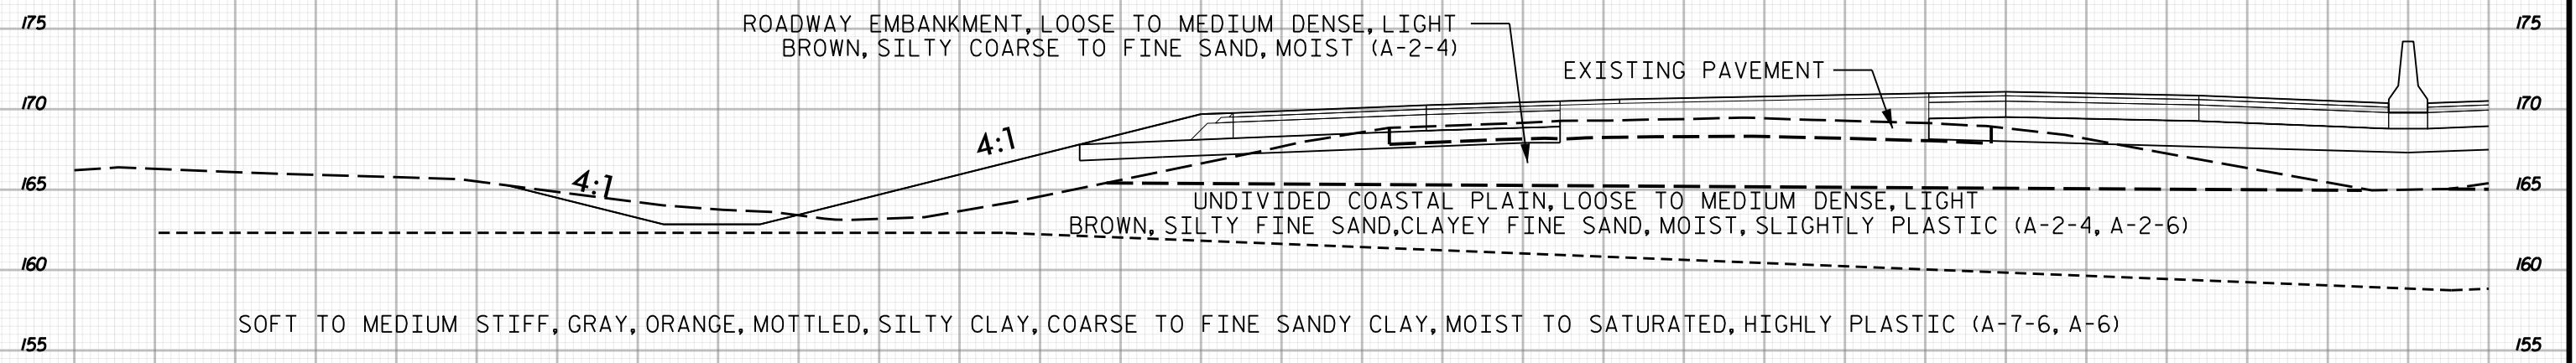 175
ROADWAY EMBANKMENT, LOOSE TO MEDIUM DENSE, LIGHT
BROWN, SILTY COARSE TO FINE SAND, MOIST (A-2-4)
175
EXISTING PAVEMENT
170
170
4:1
4:1
165
165
UNDIVIDED COASTAL PLAIN, LOOSE TO MEDIUM DENSE, LIGHT
BROWN, SILTY FINE SAND, CLAYEY FINE SAND, MOIST, SLIGHTLY PLASTIC (A-2-4, A-2-6)
160
160
SOFT TO MEDIUM STIFF, GRAY, ORANGE, MOTTLED, SILTY CLAY, COARSE TO FINE SANDY CLAY, MOIST TO SATURATED, HIGHLY PLASTIC (A-7-6, A-6)
155
155